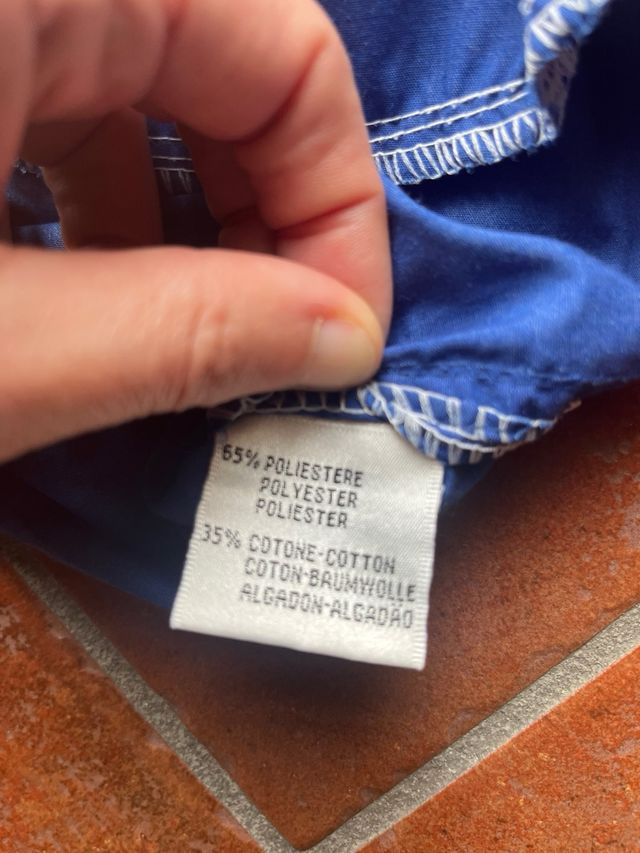 65% POLIESTERE
POLYESTER
POLIESTER
35% COTONE-COTTON
COTON-BAUMWOLLE
ALGADON-ALGADÃO